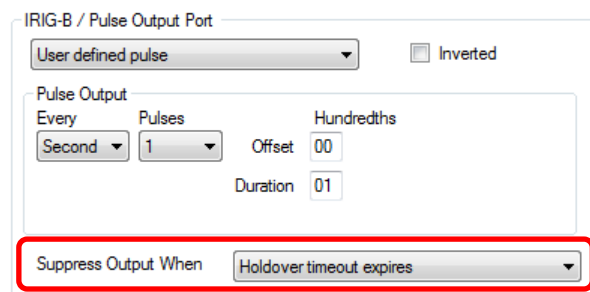 IRIG-B / Pulse Output Port
User defined pulse Inverted
Pulse Output
Every Pulses Hundredths
Second 1 Offset 00
Duration 01
Suppress Output When Holdover timeout expires